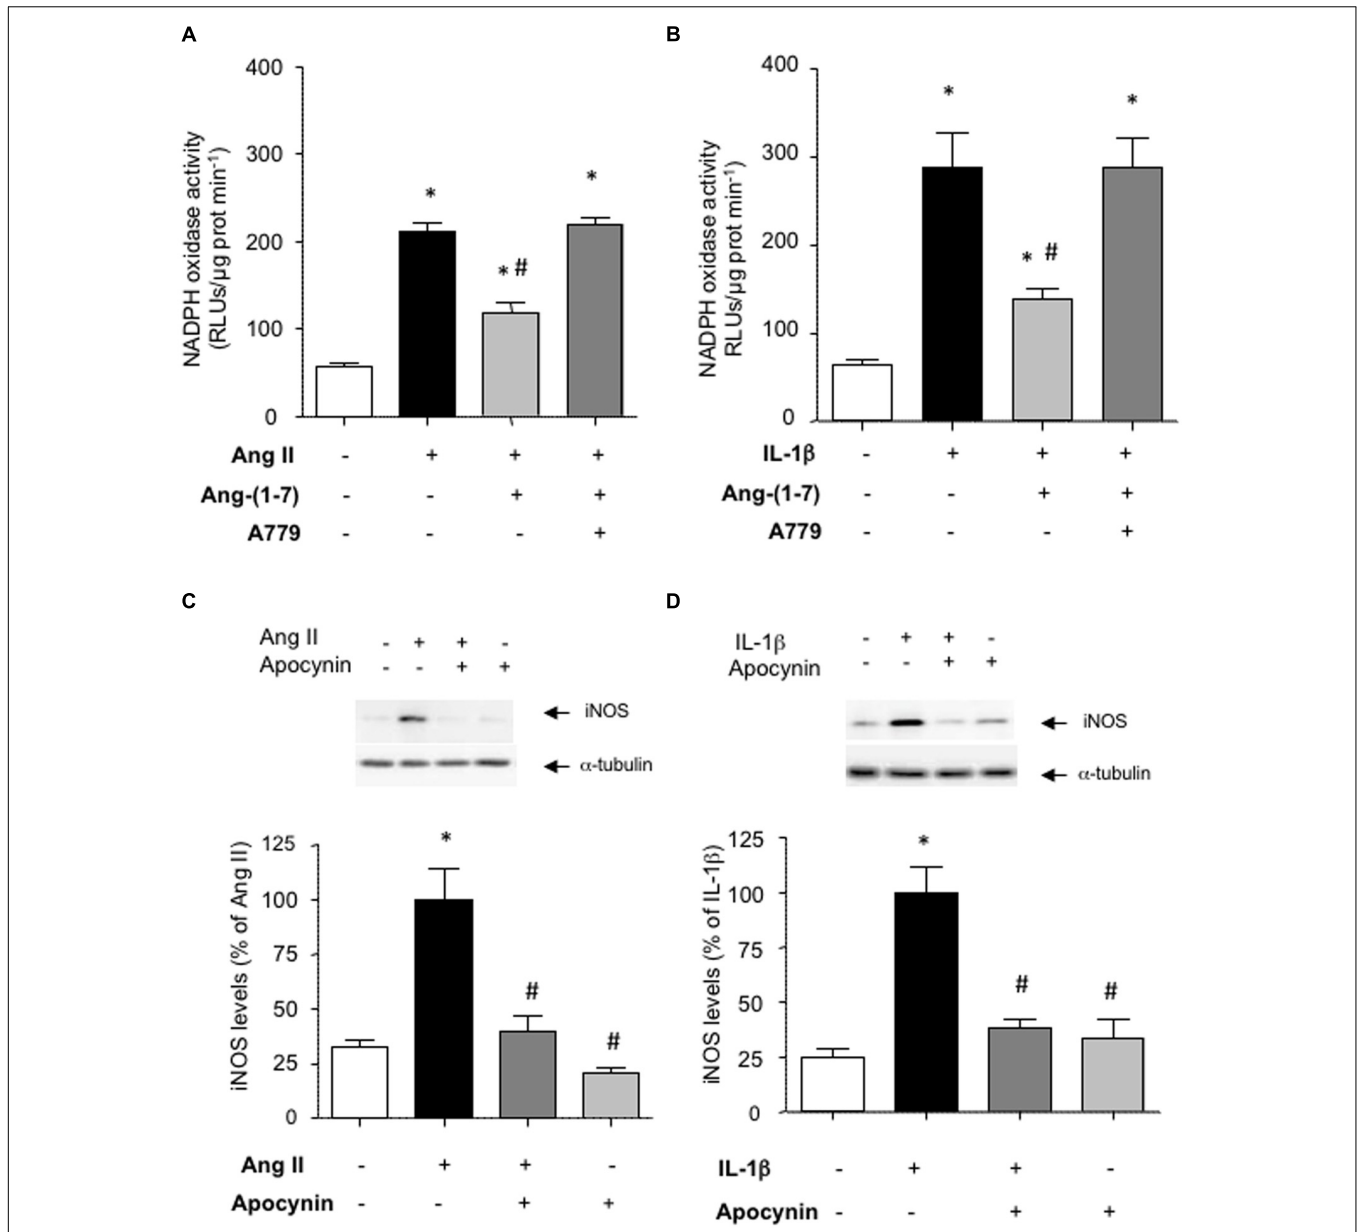 A
400
300
200
100
0
NADPH oxidase activity
(RLUs/µg prot min-1)
*
* #
*
Ang II - + + +
Ang-(1-7) - - + +
A779 - - - +
B
400
300
200
100
0
NADPH oxidase activity
RLUs/µg prot min-1)
*
* #
*
IL-1β - + + +
Ang-(1-7) - - + +
A779 - - - +
C
Ang II - + + -
Apocynin - - + +
iNOS
α-tubulin
125
100
75
50
25
0
iNOS levels (% of Ang II)
*
#
#
Ang II - + + -
Apocynin - - + +
D
IL-1β - + + -
Apocynin - - + +
iNOS
α-tubulin
125
100
75
50
25
0
iNOS levels (% of IL-1β)
*
#
#
IL-1β - + + -
Apocynin - - + +